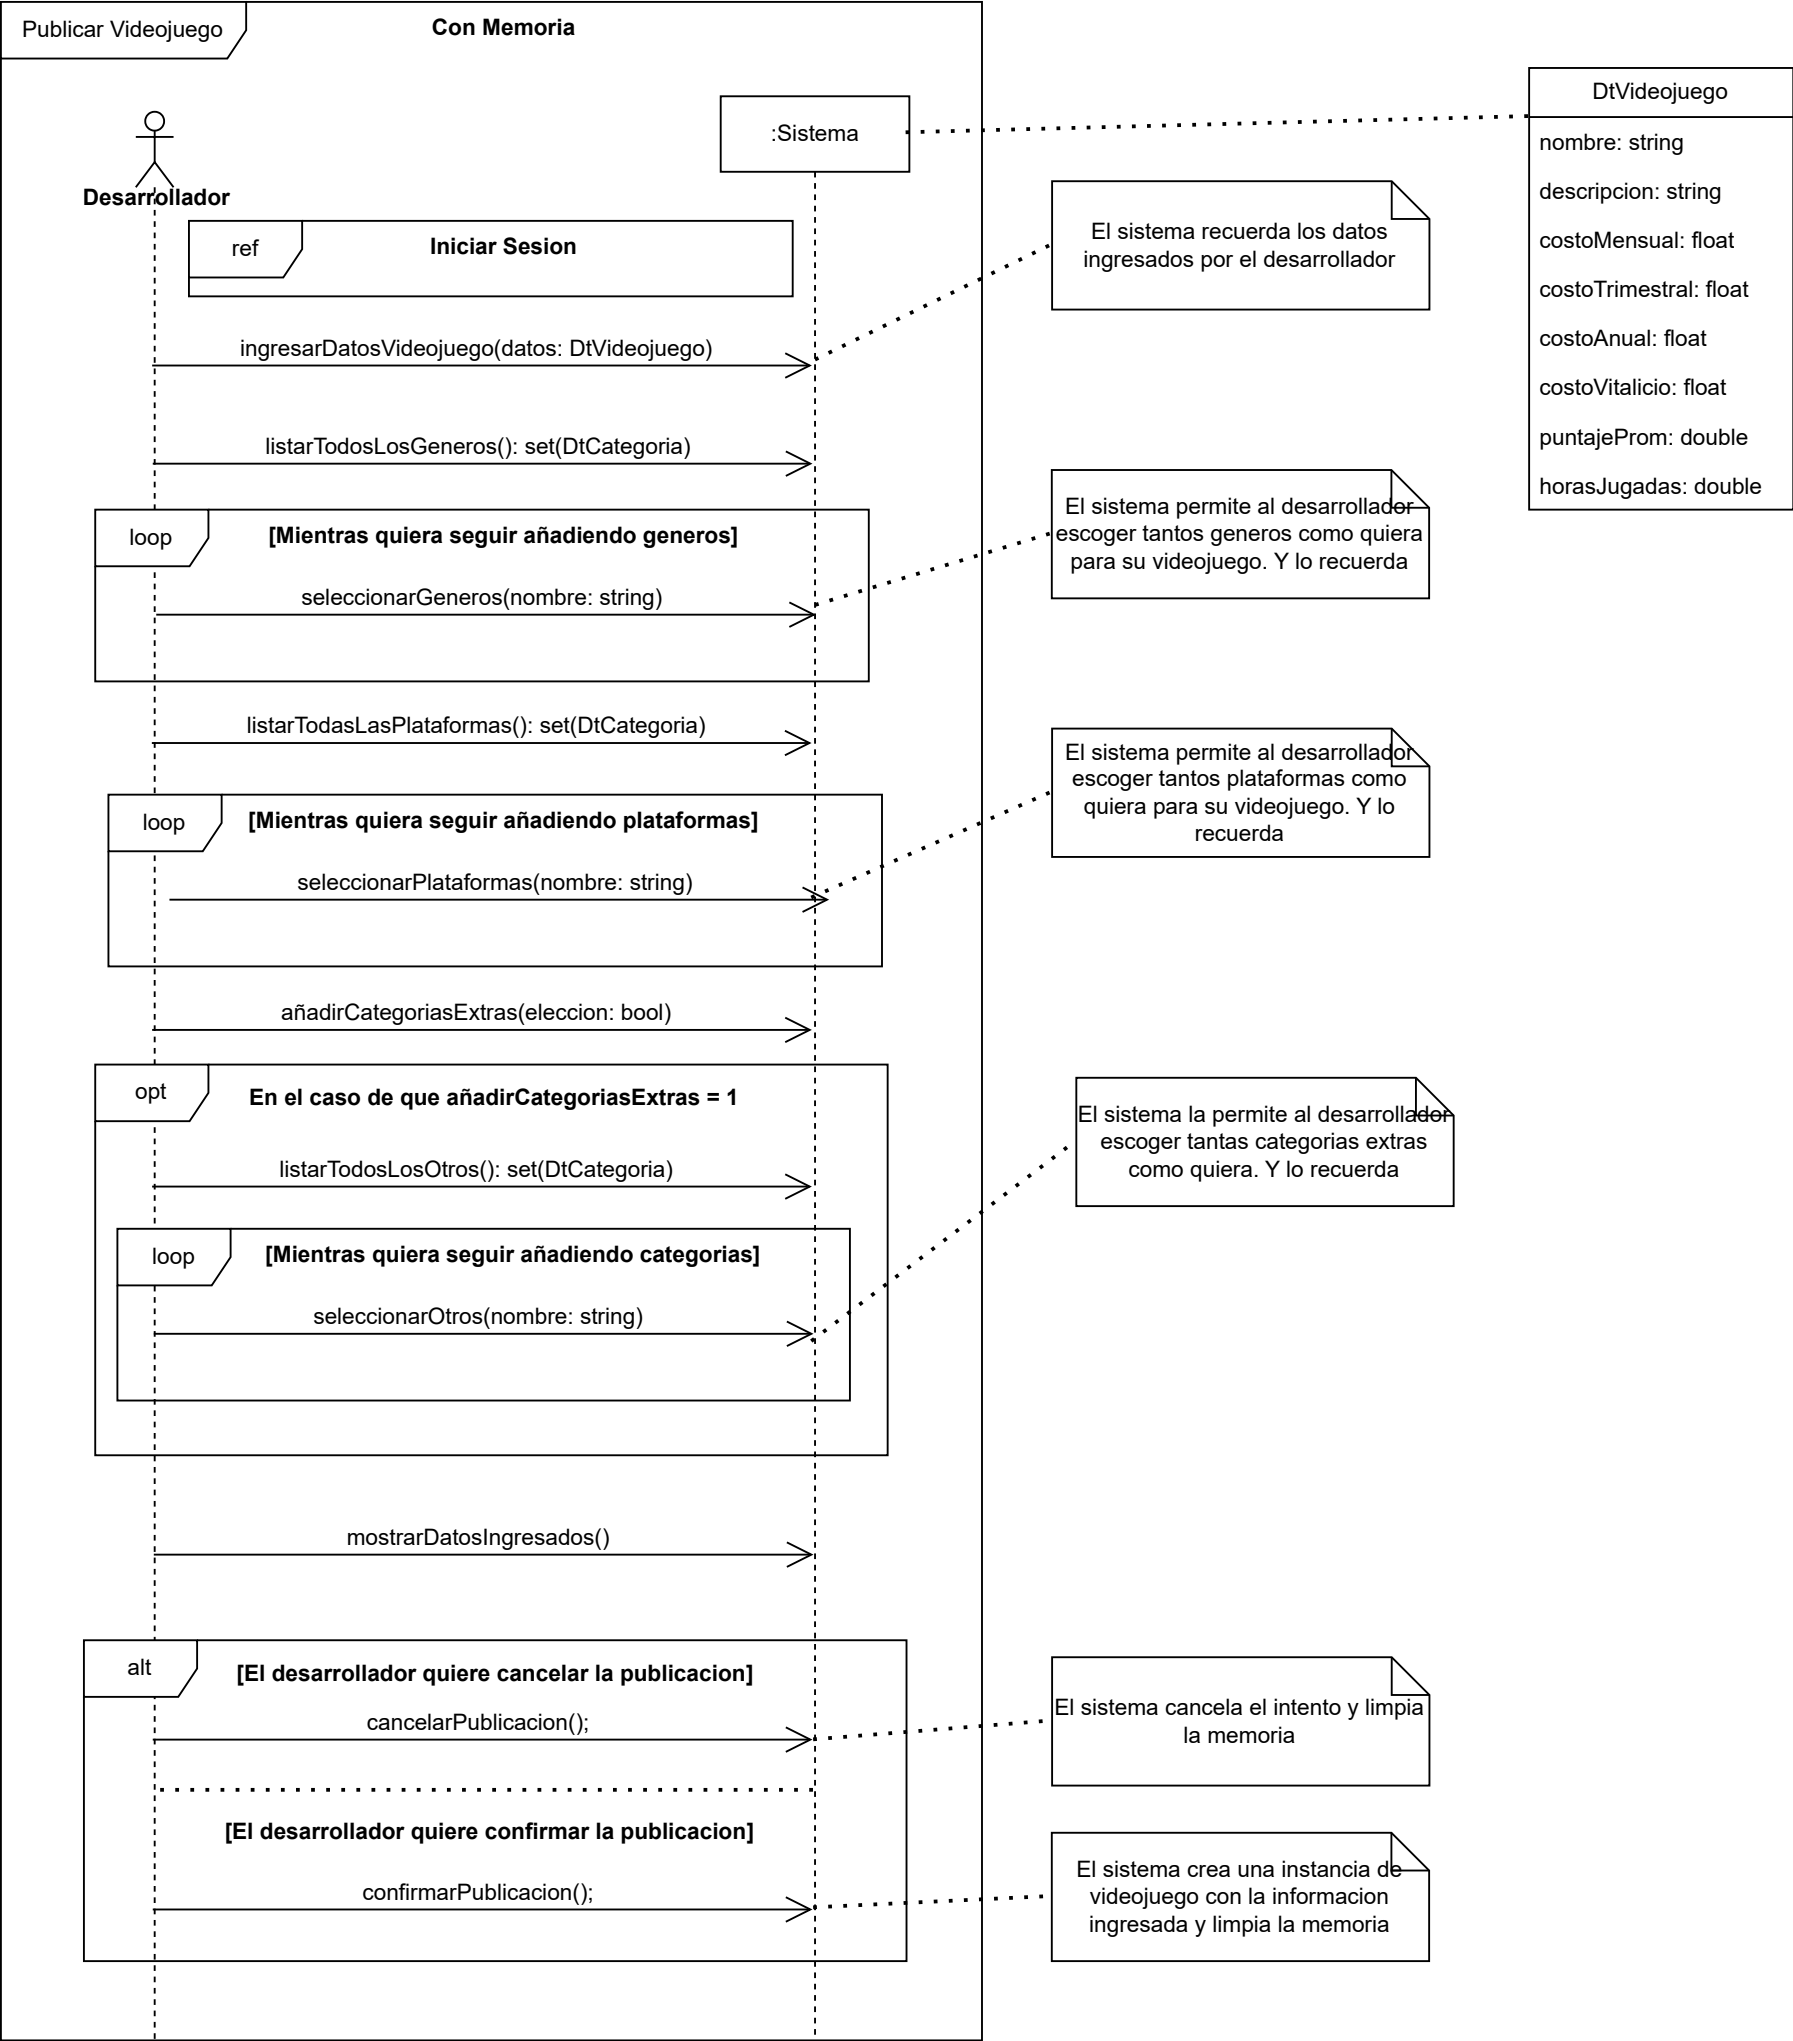 Publicar Videojuego
Con Memoria
Desarrollador
:Sistema
DtVideojuego
nombre: string
descripcion: string
costoMensual: float
costoTrimestral: float
costoAnual: float
costoVitalicio: float
puntajeProm: double
horasJugadas: double
ref
Iniciar Sesion
El sistema recuerda los datos
ingresados por el desarrollador
ingresarDatosVideojuego(datos: DtVideojuego)
listarTodosLosGeneros(): set(DtCategoria)
loop
[Mientras quiera seguir añadiendo generos]
seleccionarGeneros(nombre: string)
El sistema permite al desarrollador
escoger tantos generos como quiera
para su videojuego. Y lo recuerda
listarTodasLasPlataformas(): set(DtCategoria)
loop
[Mientras quiera seguir añadiendo plataformas]
seleccionarPlataformas(nombre: string)
El sistema permite al desarrollador
escoger tantos plataformas como
quiera para su videojuego. Y lo
recuerda
añadirCategoriasExtras(eleccion: bool)
opt
En el caso de que añadirCategoriasExtras = 1
listarTodosLosOtros(): set(DtCategoria)
loop
[Mientras quiera seguir añadiendo categorias]
seleccionarOtros(nombre: string)
El sistema la permite al desarrollador
escoger tantas categorias extras
como quiera. Y lo recuerda
mostrarDatosIngresados()
alt
[El desarrollador quiere cancelar la publicacion]
cancelarPublicacion();
El sistema cancela el intento y limpia
la memoria
[El desarrollador quiere confirmar la publicacion]
confirmarPublicacion();
El sistema crea una instancia de
videojuego con la informacion
ingresada y limpia la memoria